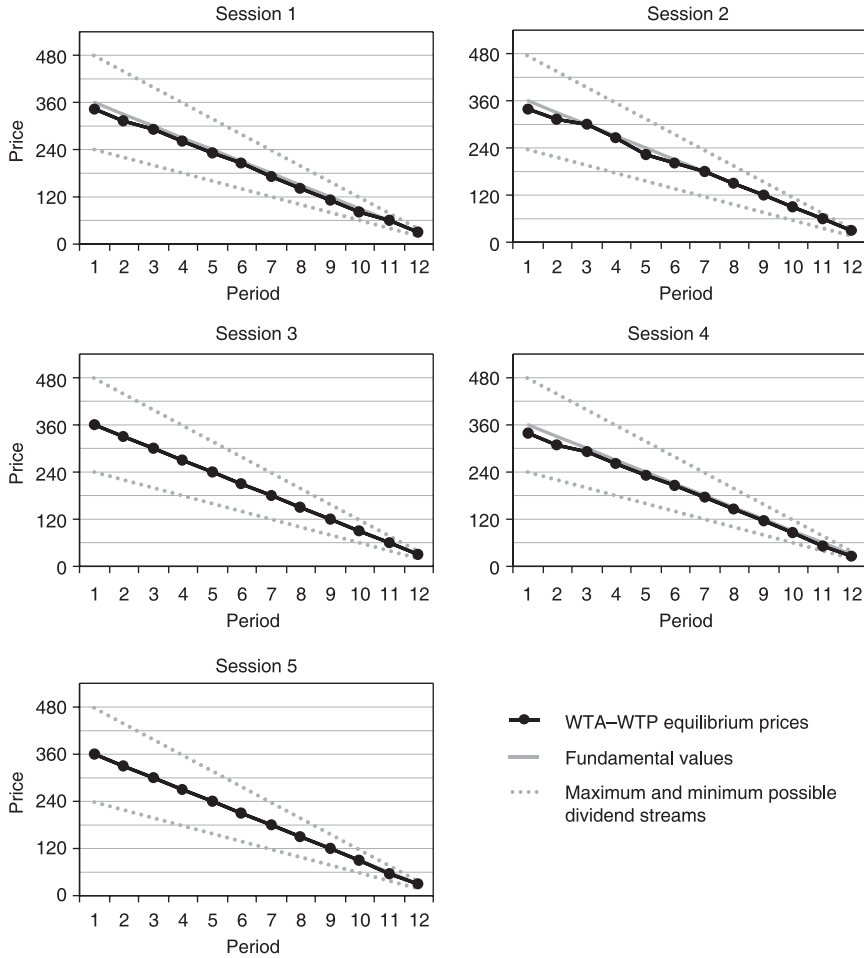 Session 1
Price
480
360
240
120
0
1 2 3 4 5 6 7 8 9 10 11 12
Period
Session 2
Price
480
360
240
120
0
1 2 3 4 5 6 7 8 9 10 11 12
Period
Session 3
Price
480
360
240
120
0
1 2 3 4 5 6 7 8 9 10 11 12
Period
Session 4
Price
480
360
240
120
0
1 2 3 4 5 6 7 8 9 10 11 12
Period
Session 5
Price
480
360
240
120
0
1 2 3 4 5 6 7 8 9 10 11 12
Period
WTA–WTP equilibrium prices
Fundamental values
Maximum and minimum possible
dividend streams